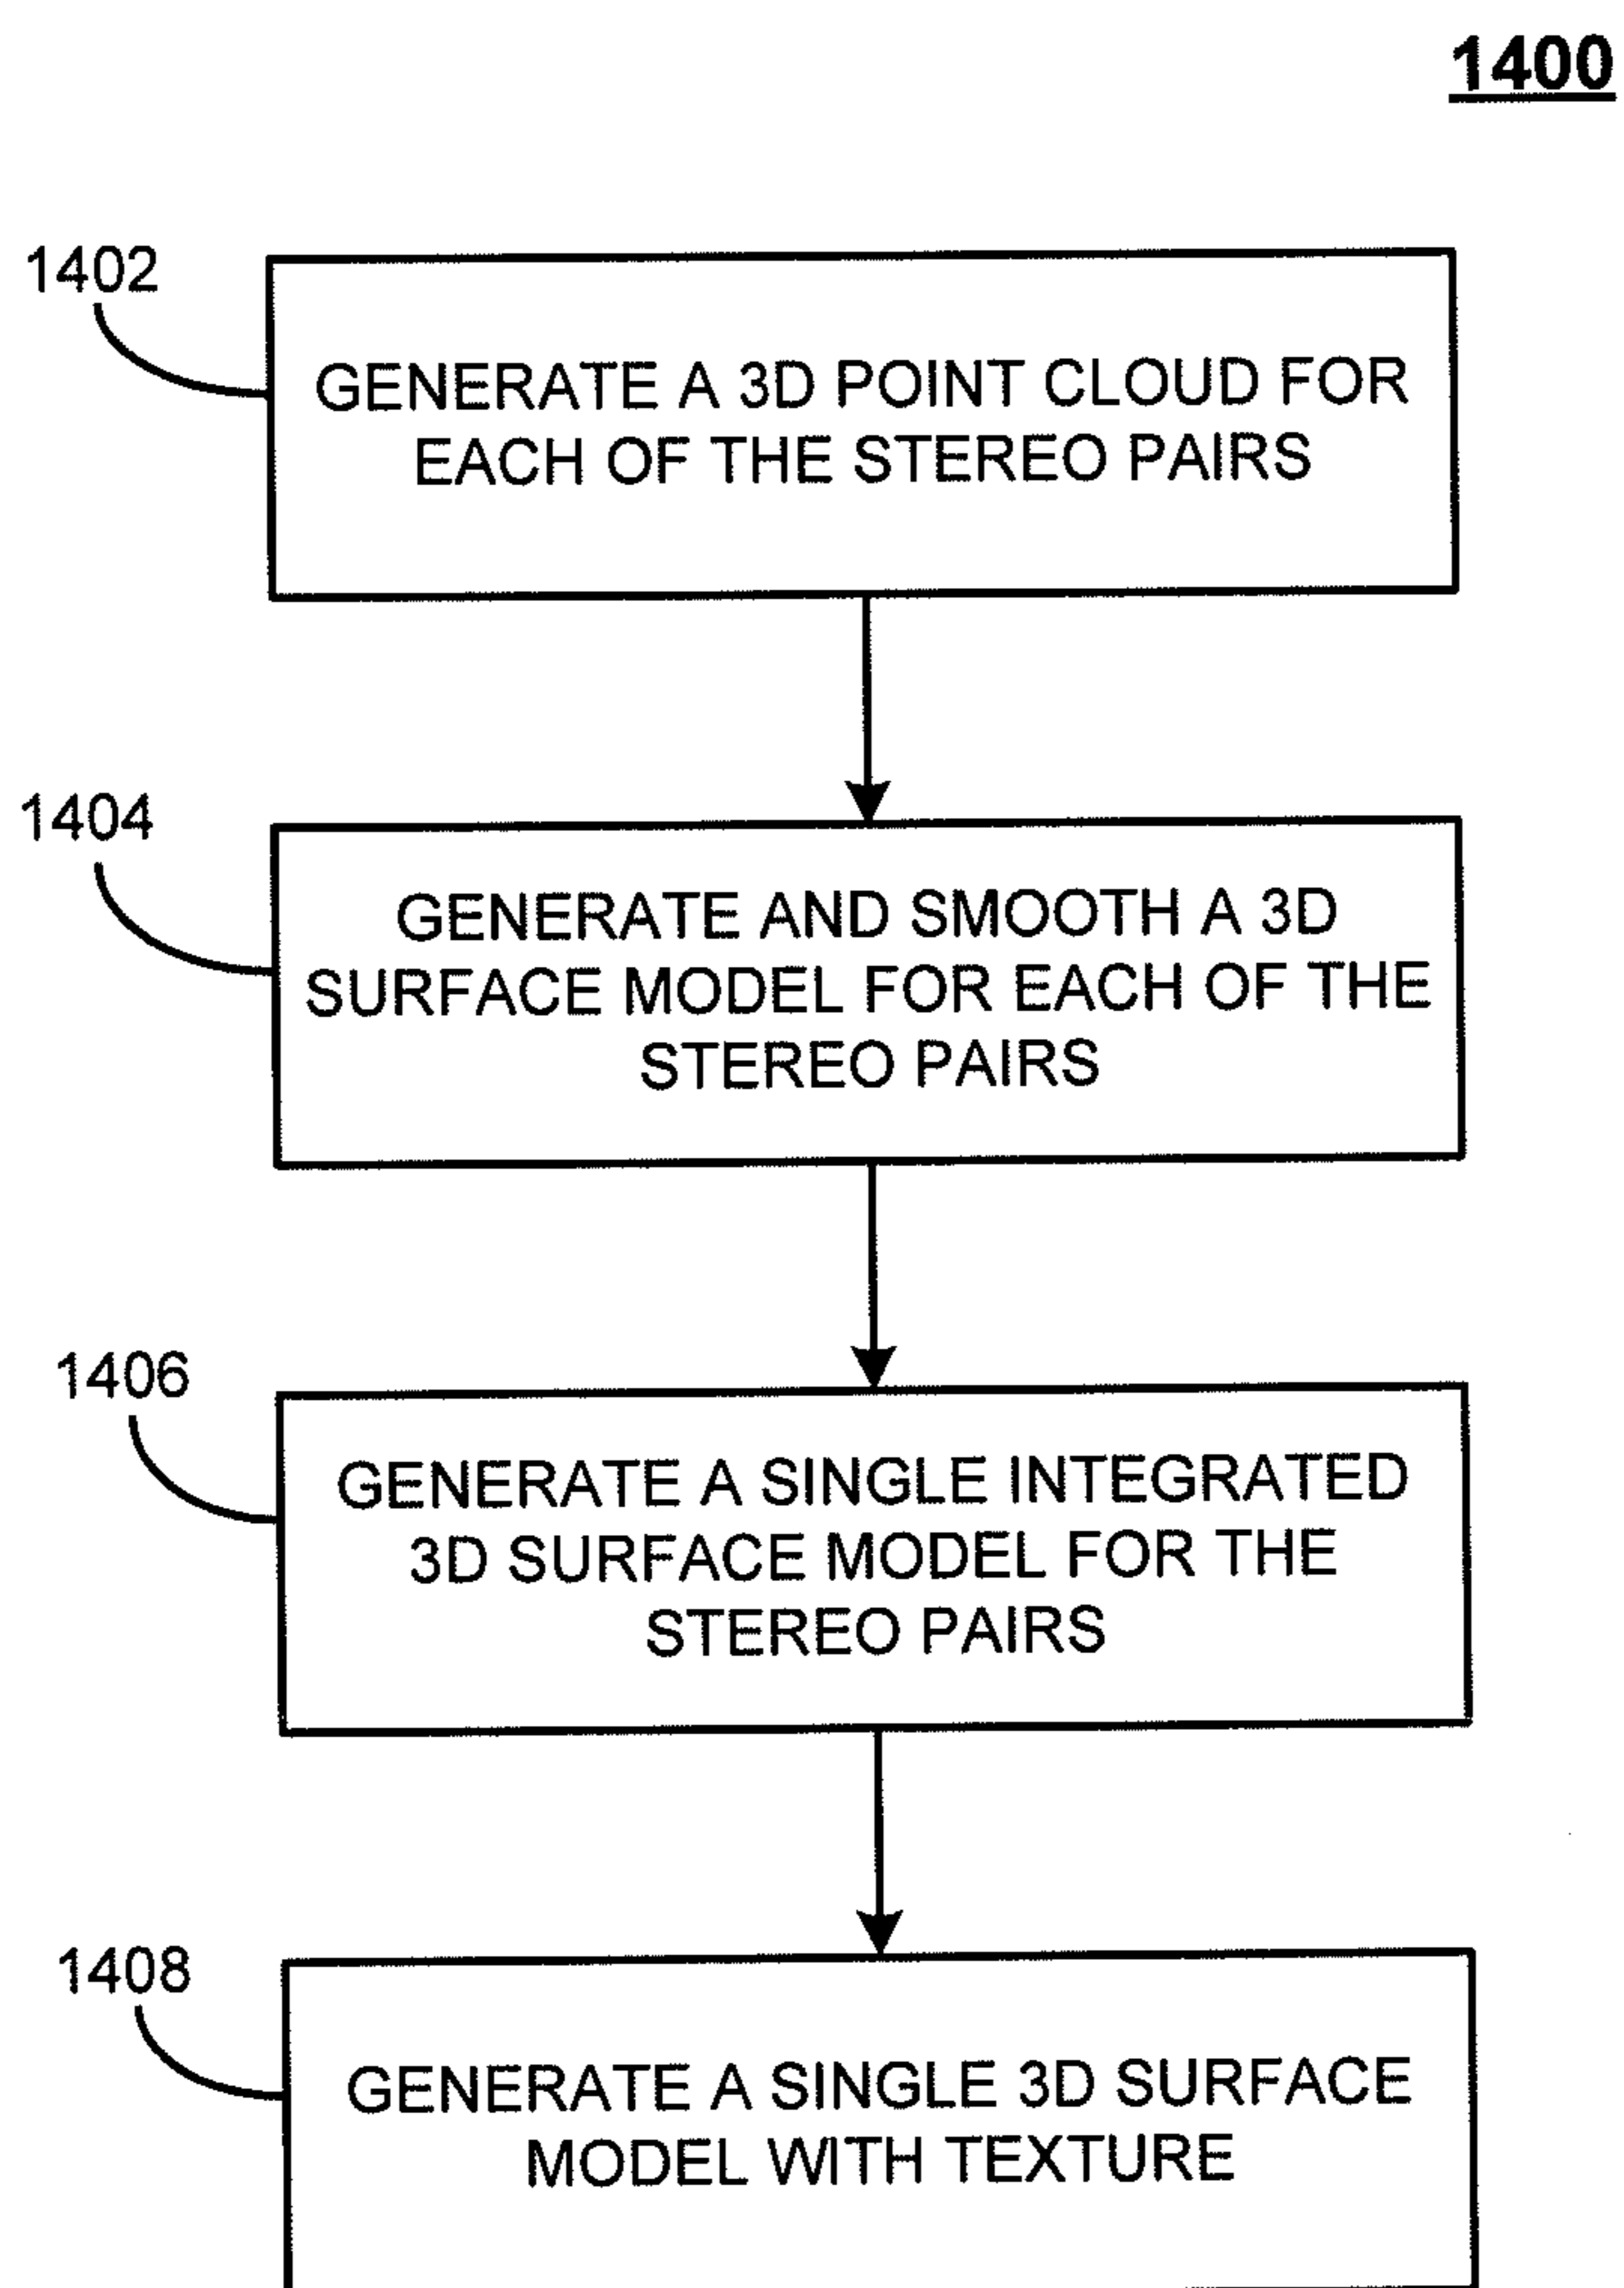 1400
1402
GENERATE A 3D POINT CLOUD FOR
EACH OF THE STEREO PAIRS
1404
GENERATE AND SMOOTH A 3D
SURFACE MODEL FOR EACH OF THE
STEREO PAIRS
1406
GENERATE A SINGLE INTEGRATED
3D SURFACE MODEL FOR THE
STEREO PAIRS
1408
GENERATE A SINGLE 3D SURFACE
MODEL WITH TEXTURE